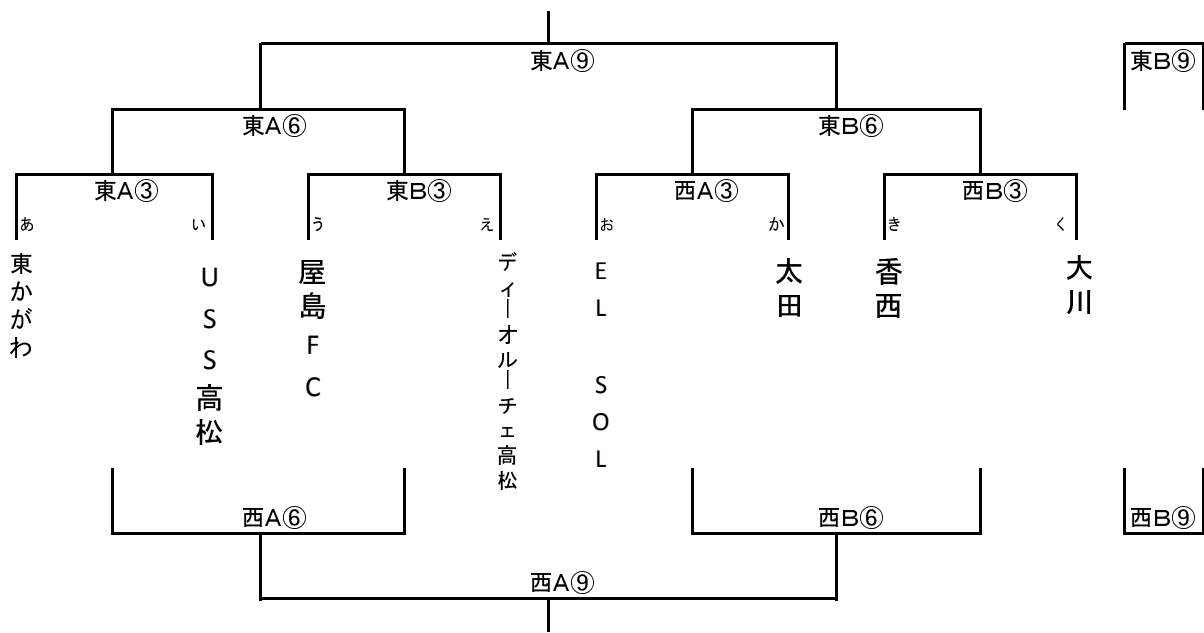 東A⑨
東B⑨
東A⑥
東B⑥
東A③
東B③
西A③
西B③
あ
い
う
え
お
か
き
く
東かがわ
USS高松
屋島FC
ディーオルーチェ高松
EL SOL
太田
香西
大川
西A⑥
西B⑥
西B⑨
西A⑨